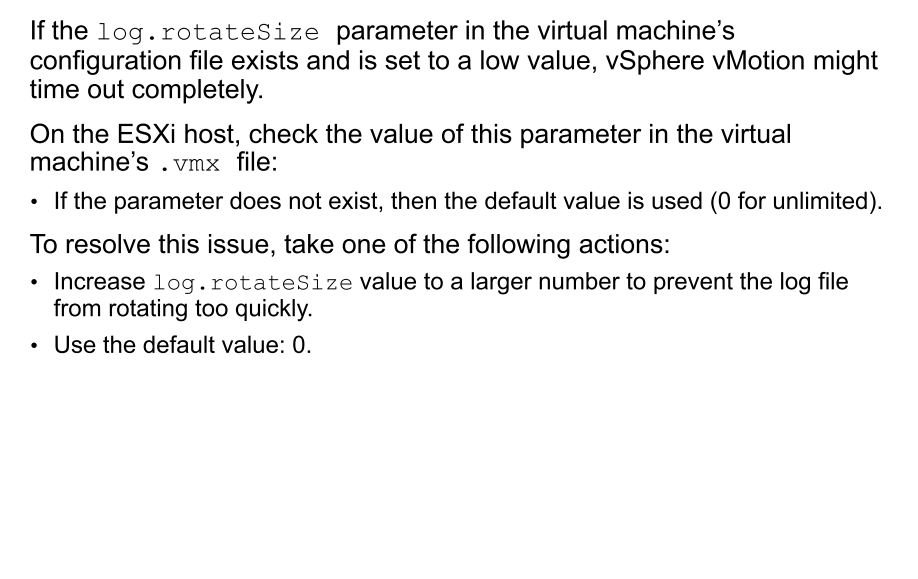 If the log.rotateSize parameter in the virtual machine’s
configuration file exists and is set to a low value, vSphere vMotion might
time out completely.
On the ESXi host, check the value of this parameter in the virtual
machine’s .vmx file:
• If the parameter does not exist, then the default value is used (0 for unlimited).
To resolve this issue, take one of the following actions:
• Increase log.rotateSize value to a larger number to prevent the log file
from rotating too quickly.
• Use the default value: 0.